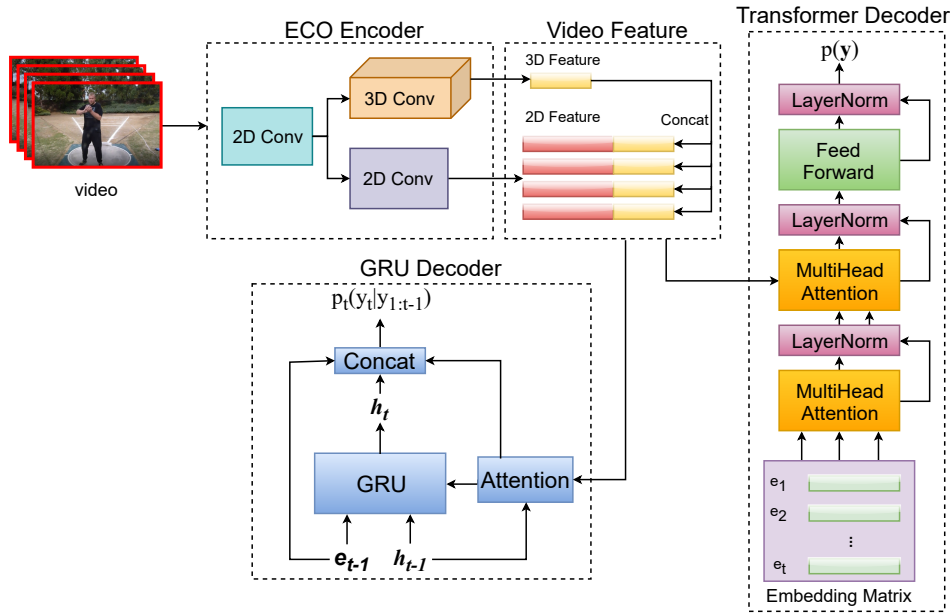 ECO Encoder
Video Feature
Transformer Decoder
video
2D Conv
3D Conv
2D Conv
3D Feature
2D Feature
Concat
p(y)
LayerNorm
Feed
Forward
LayerNorm
MultiHead
Attention
LayerNorm
MultiHead
Attention
e1
e2
...
et
Embedding Matrix
GRU Decoder
pt(yt|y1:t-1)
Concat
ht
GRU
Attention
et-1
ht-1